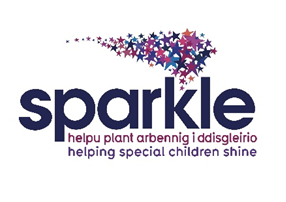 sparkle
helpu plant arbennig i ddisgleirio
helping special children shine